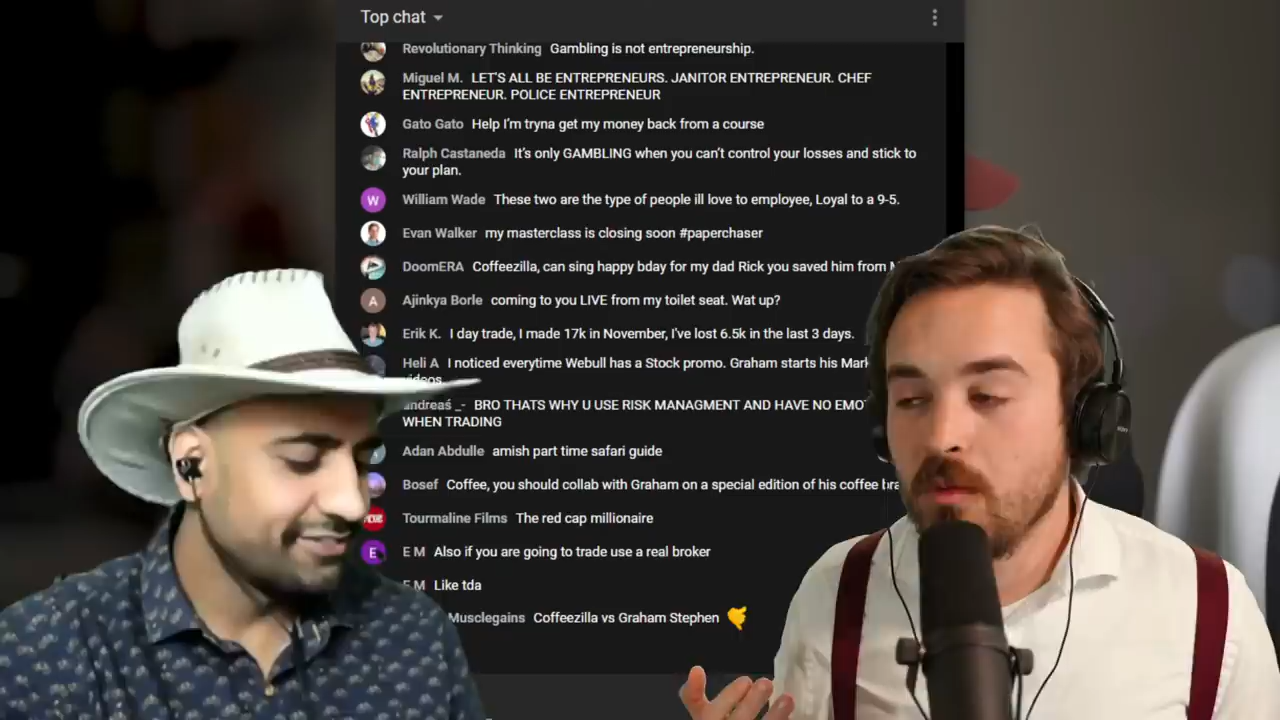 Top chat
Revolutionary Thinking Gambling is not entrepreneurship.
Miguel M. LET'S ALL BE ENTREPRENEURS. JANITOR ENTREPRENEUR. CHEF
ENTREPRENEUR. POLICE ENTREPRENEUR
Gato Gato Help I'm tryna get my money back from a course
Ralph Castaneda It's only GAMBLING when you can't control your losses and stick to
your plan.
W William Wade These two are the type of people ill love to employee, Loyal to a 9-5.
Evan Walker my masterclass is closing soon #paperchaser
DoomERA Coffeezilla, can sing happy bday for my dad Rick you saved him from
A Ajinkya Borle coming to you LIVE from my toilet seat. Wat up?
Erik K. I day trade, I made 17k in November, I've lost 6.5k in the last 3 days.
Heli A I noticed everytime Webull has a Stock promo. Graham starts his Mark
videos
andreaś _- BRO THATS WHY U USE RISK MANAGMENT AND HAVE NO EMO
WHEN TRADING
Adan Abdulle amish part time safari guide
Bosef Coffee, you should collab with Graham on a special edition of his coffee bra
Tourmaline Films The red cap millionaire
E E M Also if you are going to trade use a real broker
E M Like tda
Musclegains Coffeezilla vs Graham Stephen